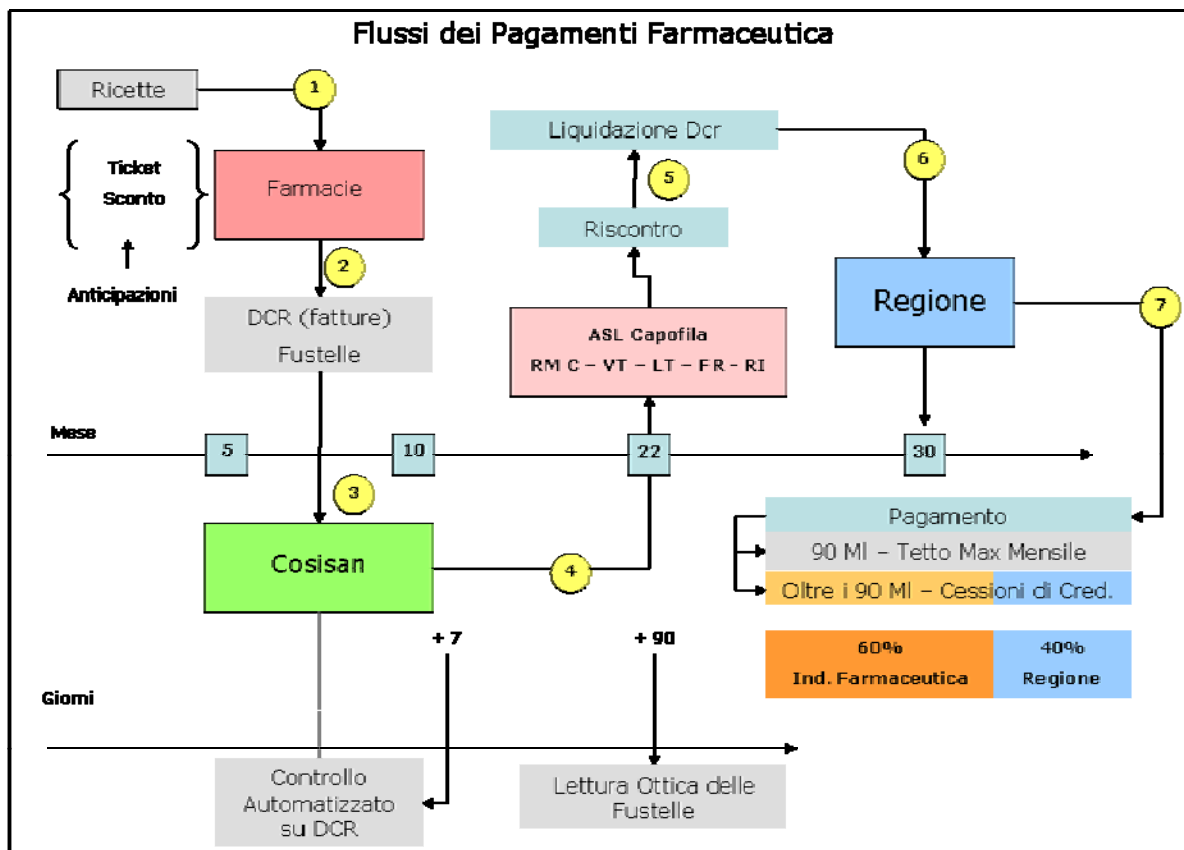 Flussi dei Pagamenti Farmaceutica
Ricette
1
Ticket
Sconto
Anticipazioni
Farmacie
2
DCR (fatture)
Fustelle
Liquidazione Dcr
5
Riscontro
6
Regione
7
ASL Capofila
RM C – VT – LT – FR - RI
Mese
5
10
22
30
3
Cosisan
4
Pagamento
90 Ml – Tetto Max Mensile
Oltre i 90 Ml – Cessioni di Cred.
60%
Ind. Farmaceutica
40%
Regione
+ 7
+ 90
Giorni
Controllo
Automatizzato
su DCR
Lettura Ottica delle
Fustelle